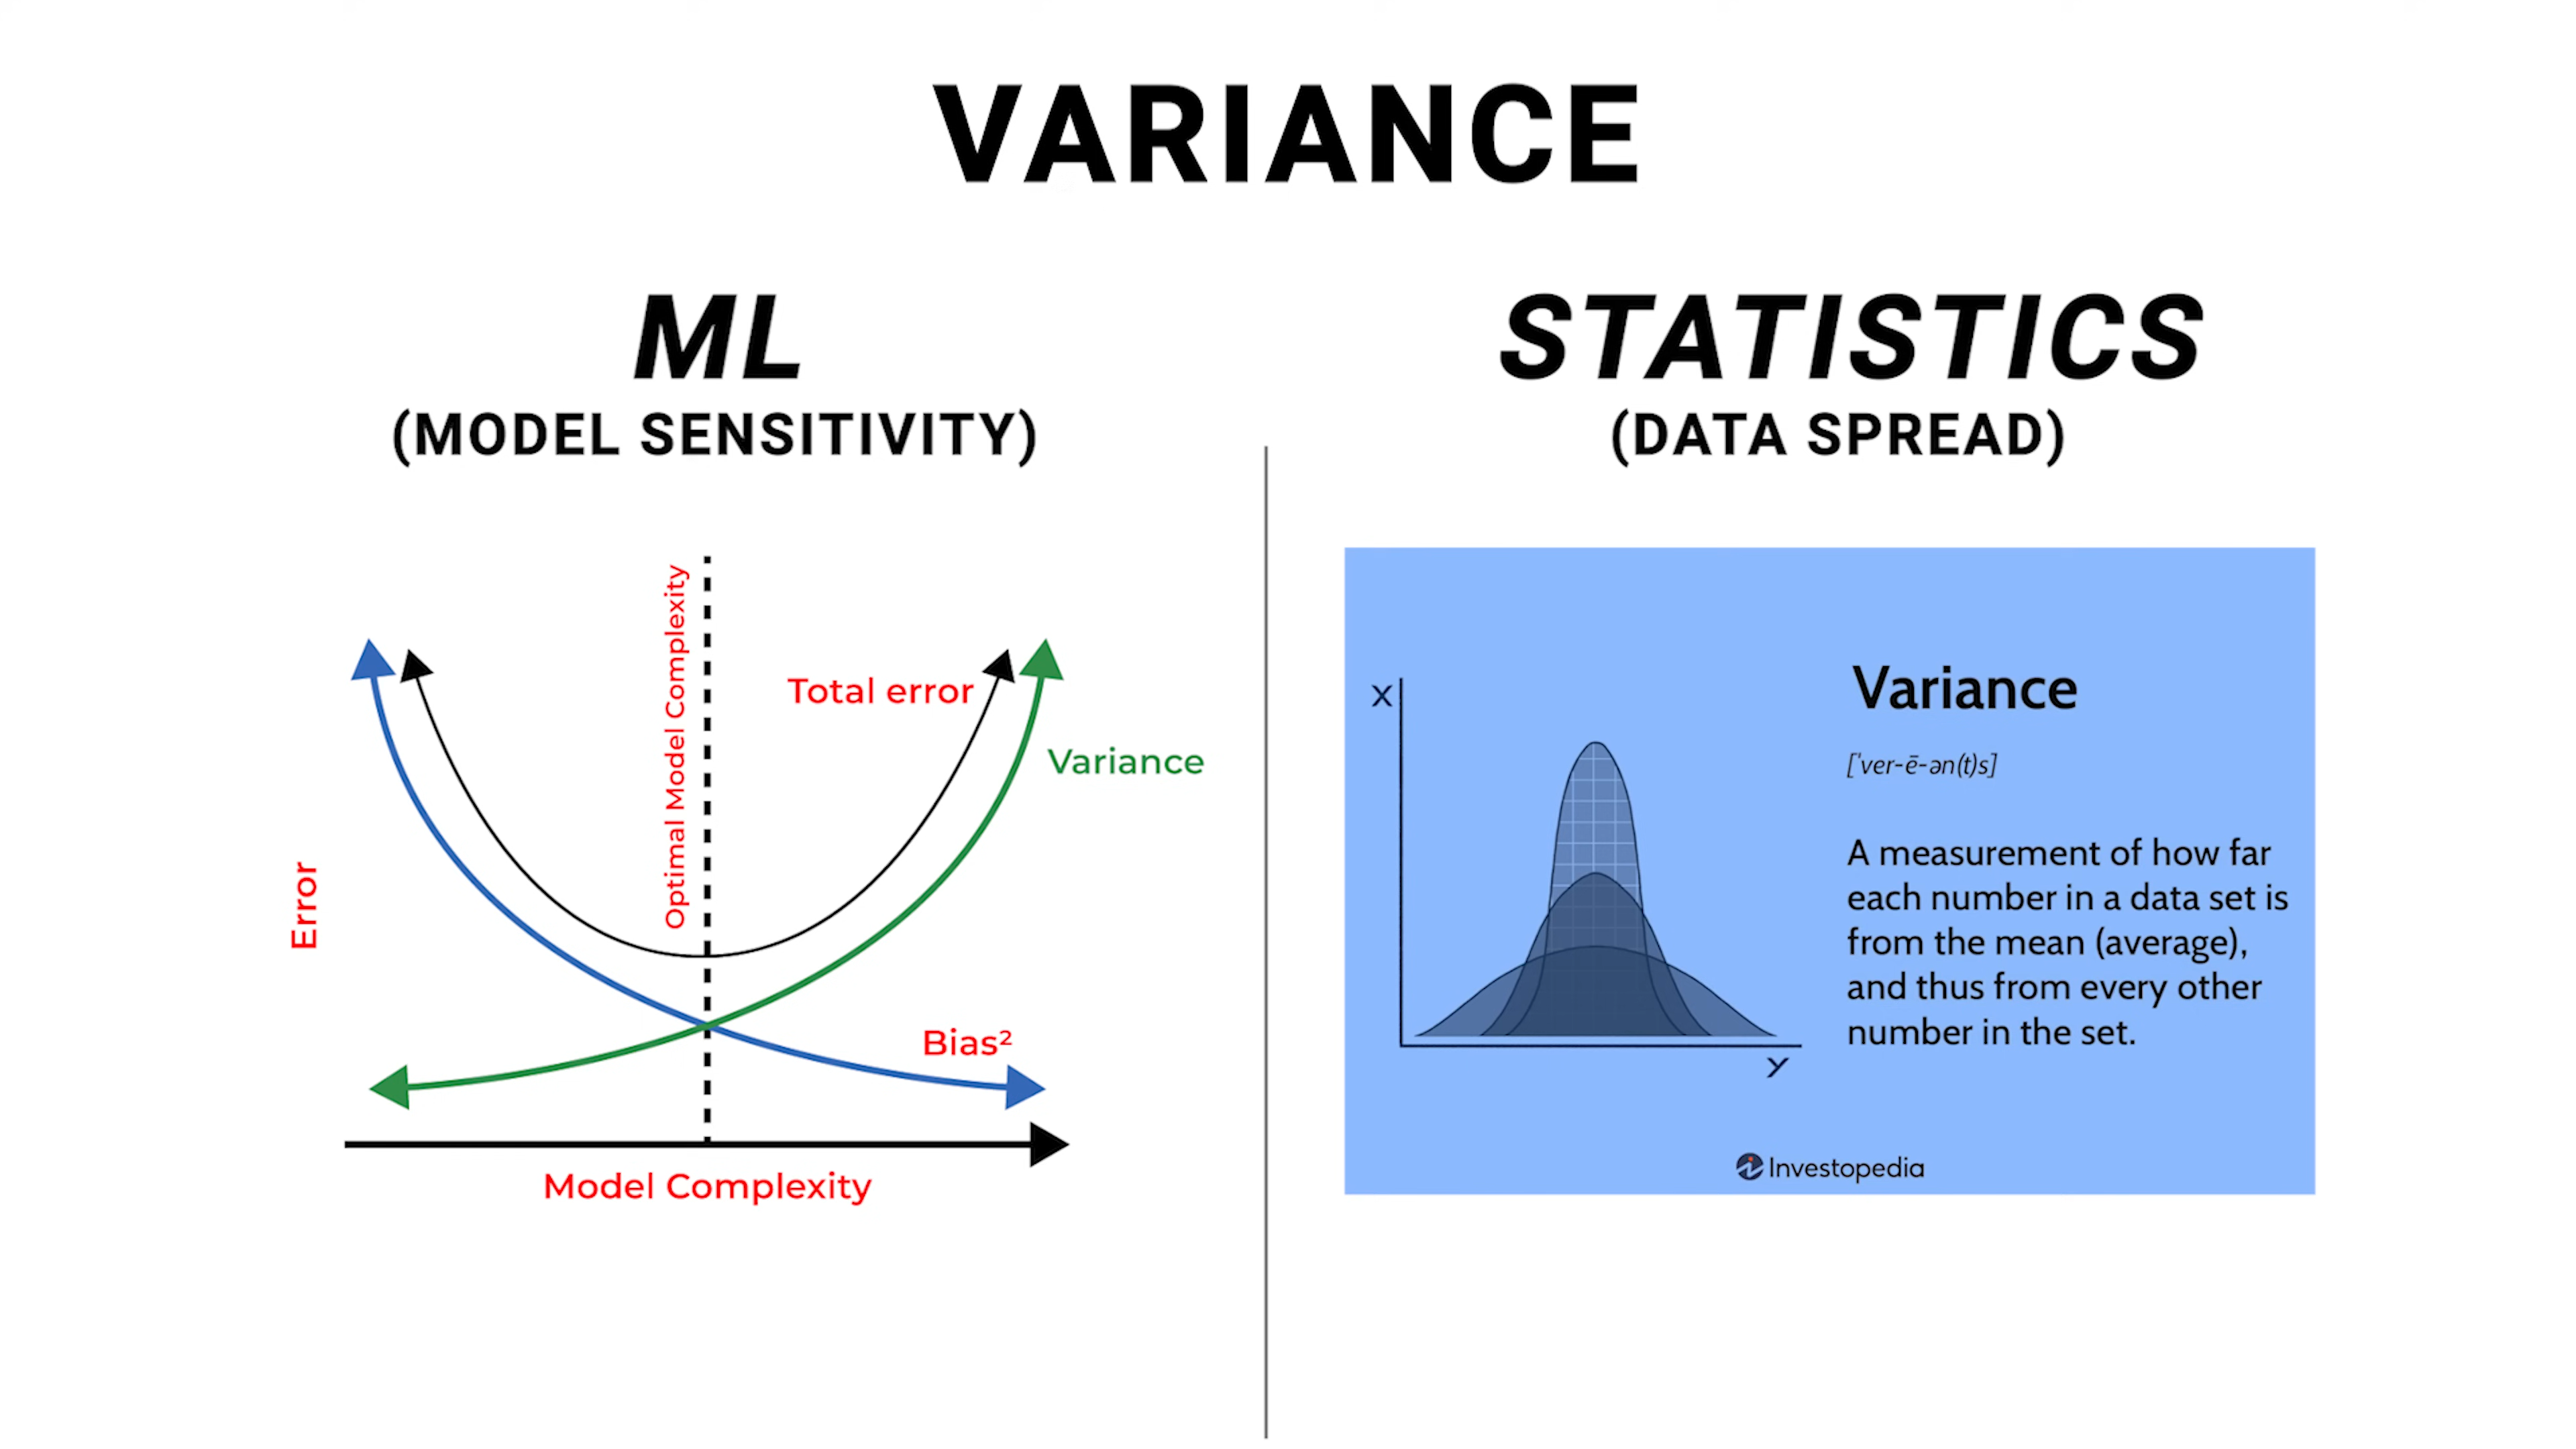 VARIANCE
ML
(MODEL SENSITIVITY)
Optimal Model Complexity
Total error
Variance
Error
Bias²
Model Complexity
STATISTICS
(DATA SPREAD)
X
Y
Variance
[ˈver-ē-ən(t)s]
A measurement of how far
each number in a data set is
from the mean (average),
and thus from every other
number in the set.
Investopedia